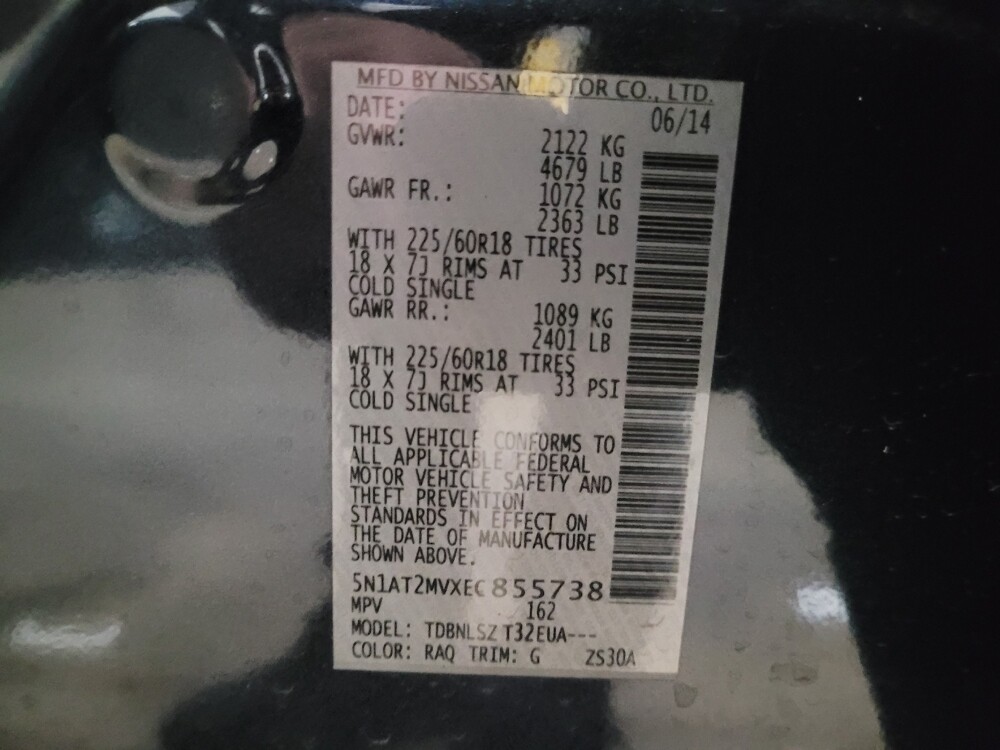 MFD BY NISSAN MOTOR CO., LTD.
DATE: 06/14
GVWR: 2122 KG
4679 LB
GAWR FR.: 1072 KG
2363 LB
WITH 225/60R18 TIRES
18 X 7J RIMS AT 33 PSI
COLD SINGLE
GAWR RR.: 1089 KG
2401 LB
WITH 225/60R18 TIRES
18 X 7J RIMS AT 33 PSI
COLD SINGLE
THIS VEHICLE CONFORMS TO
ALL APPLICABLE FEDERAL
MOTOR VEHICLE SAFETY AND
THEFT PREVENTION
STANDARDS IN EFFECT ON
THE DATE OF MANUFACTURE
SHOWN ABOVE.
5N1AT2MVXEC855738
MPV 162
MODEL: TDBNLSZ T32EUA---
COLOR: RAQ TRIM: G ZS30A